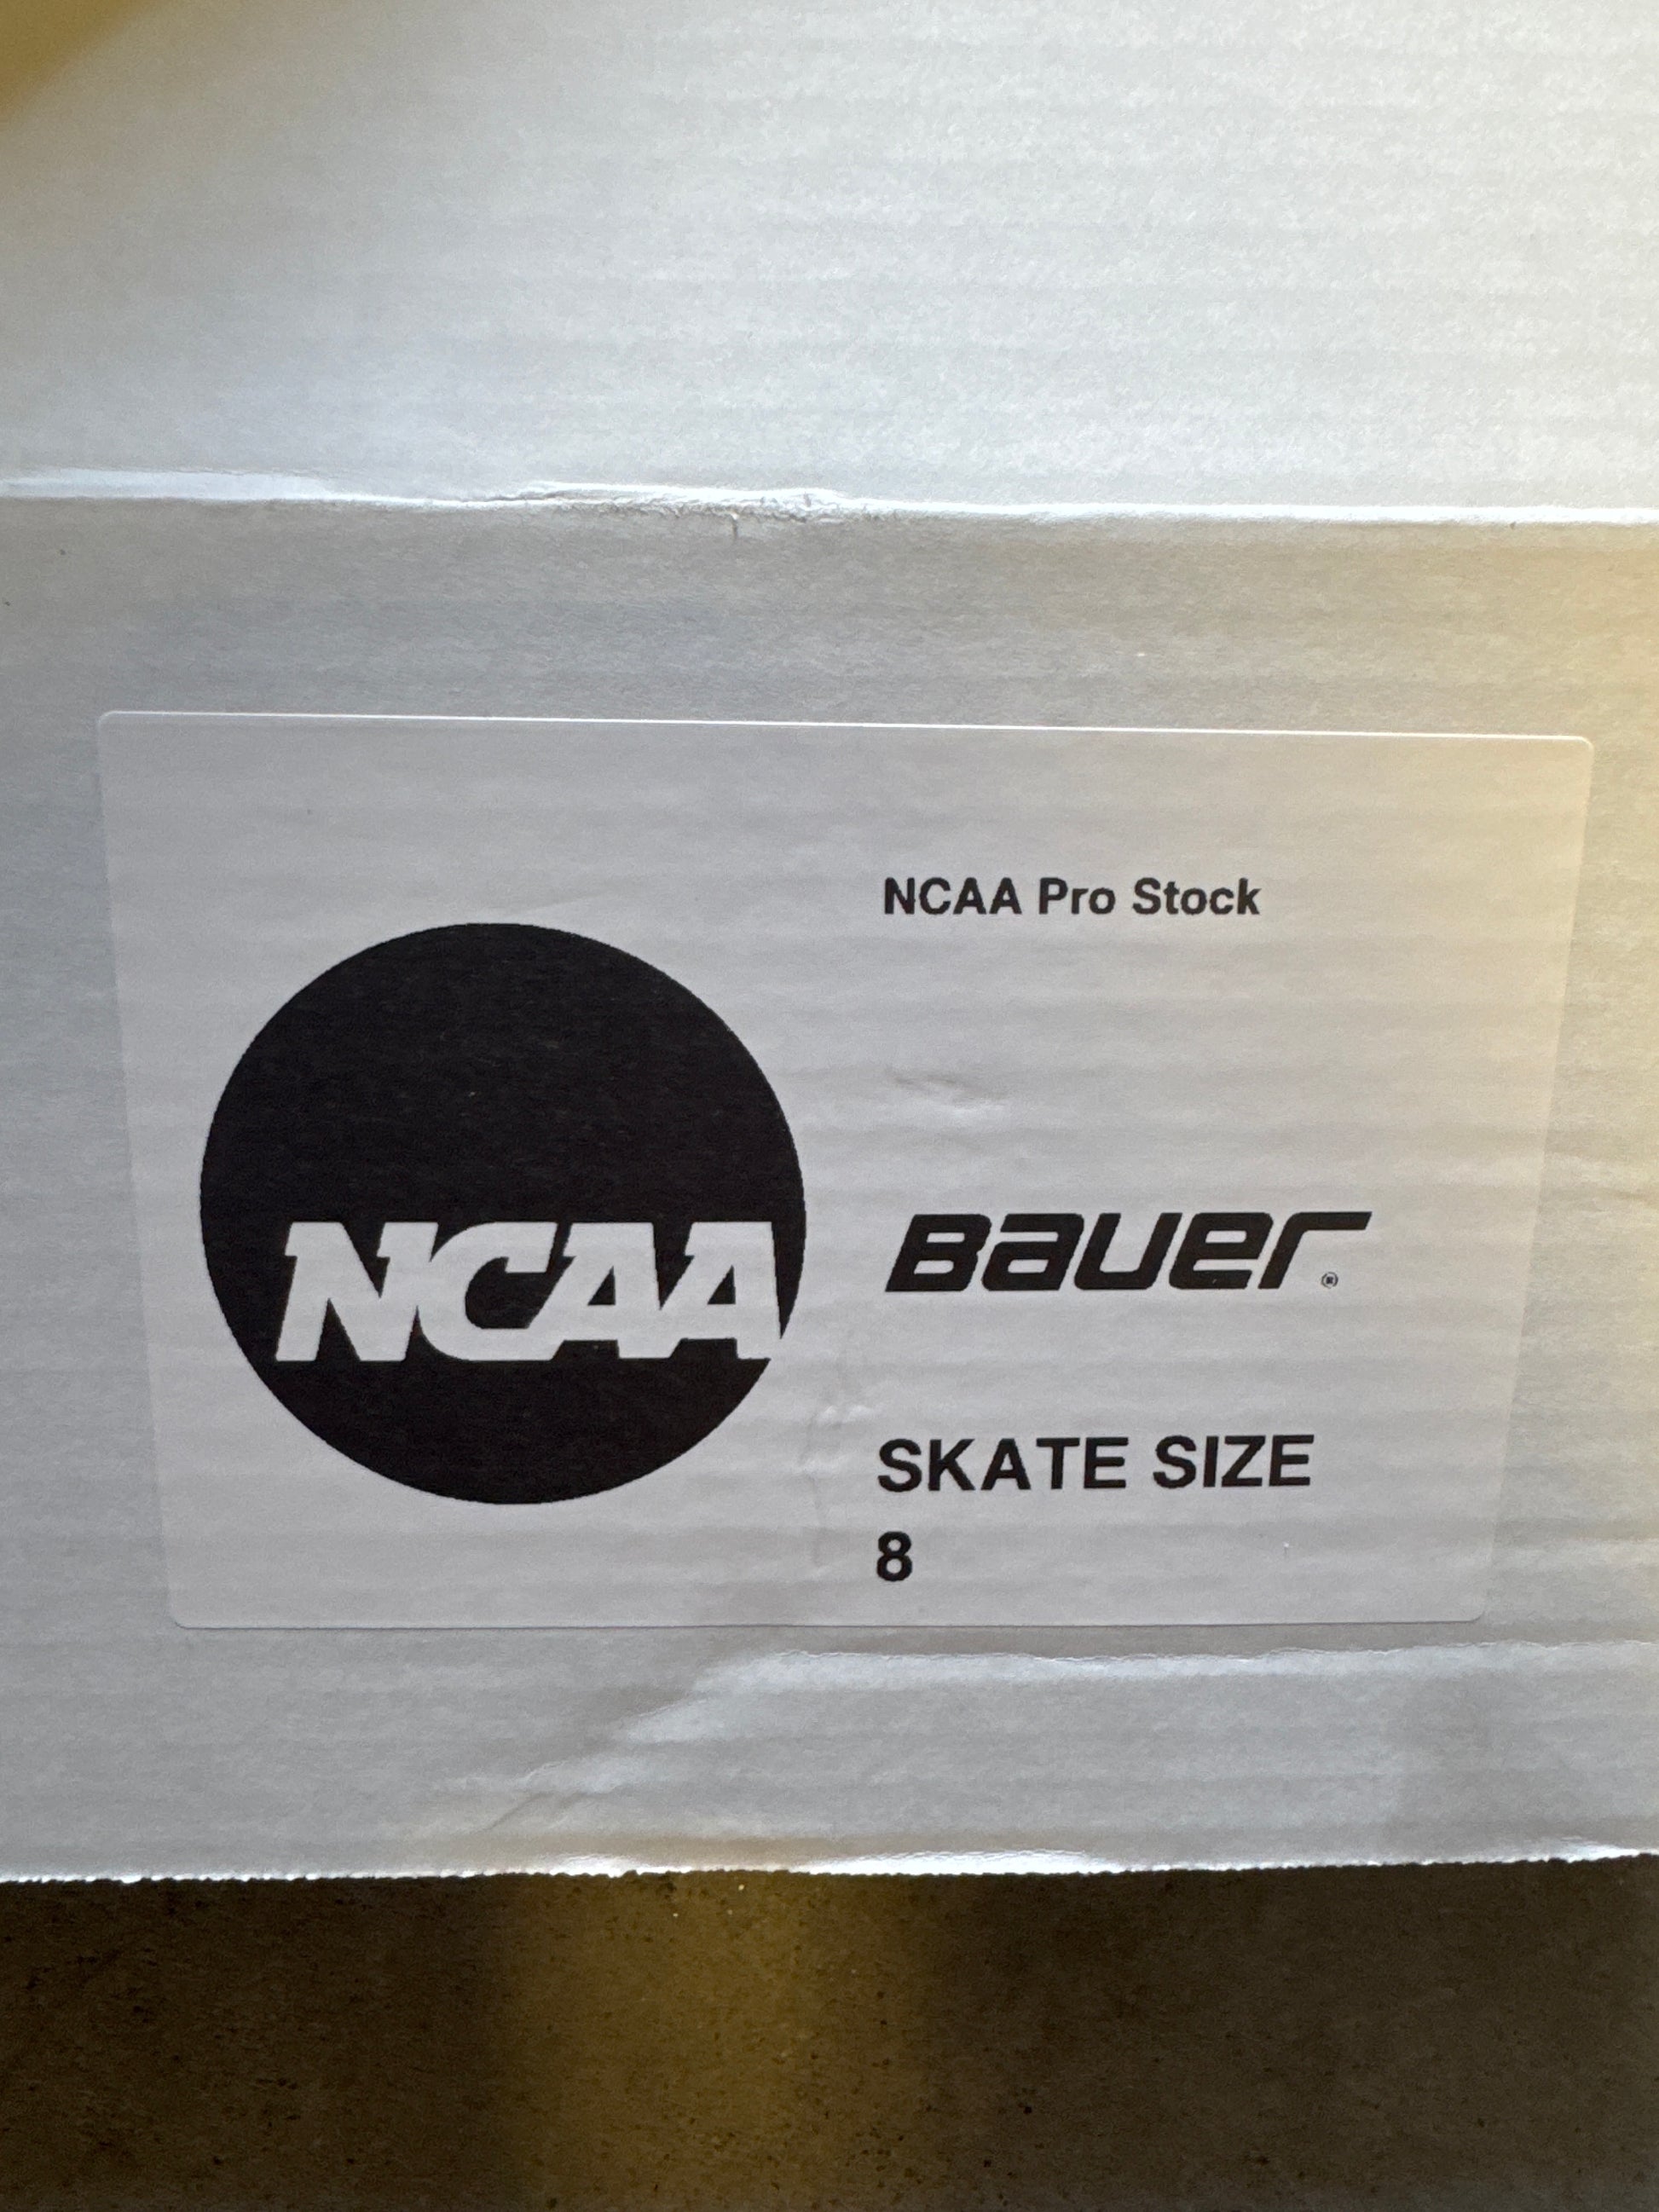 NCAA Pro Stock
NCAA
BAUER®
SKATE SIZE
8